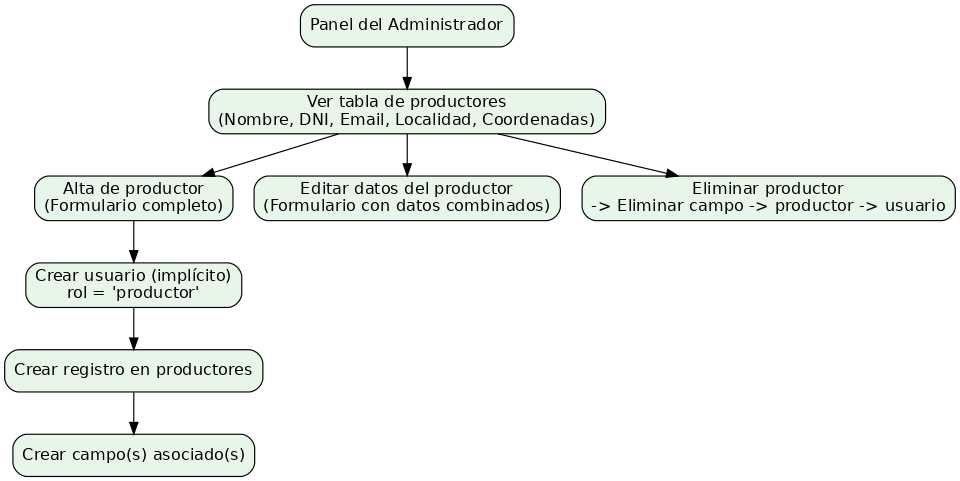 Panel del Administrador
Ver tabla de productores
(Nombre, DNI, Email, Localidad, Coordenadas)
Alta de productor
(Formulario completo)
Editar datos del productor
(Formulario con datos combinados)
Eliminar productor
-> Eliminar campo -> productor -> usuario
Crear usuario (implícito)
rol = 'productor'
Crear registro en productores
Crear campo(s) asociado(s)